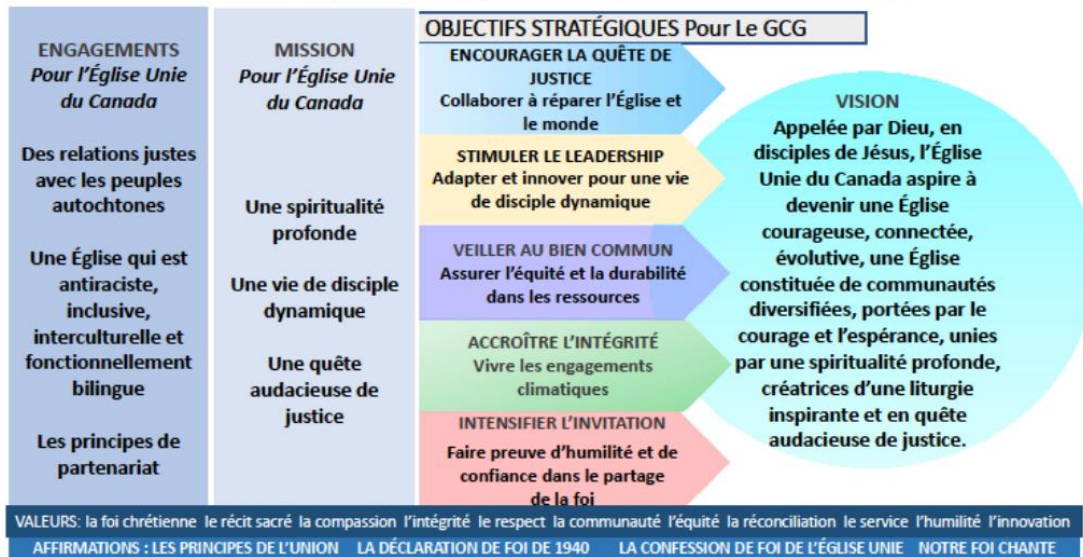 OBJECTIFS STRATÉGIQUES Pour Le GCG
ENGAGEMENTS
Pour l'Église Unie
du Canada
Des relations justes
avec les peuples
autochtones
Une Église qui est
antiraciste,
inclusive,
interculturelle et
fonctionnellement
bilingue
Les principes de
partenariat
MISSION
Pour l'Église Unie
du Canada
Une spiritualité
profonde
Une vie de disciple
dynamique
Une quête
audacieuse de
justice
ENCOURAGER LA QUÊTE DE
JUSTICE
Collaborer à réparer l'Église et
le monde
STIMULER LE LEADERSHIP
Adapter et innover pour une vie
de disciple dynamique
VEILLER AU BIEN COMMUN
Assurer l'équité et la durabilité
dans les ressources
ACCROÎTRE L'INTÉGRITÉ
Vivre les engagements
climatiques
INTENSIFIER L'INVITATION
Faire preuve d'humilité et de
confiance dans le partage
de la foi
VISION
Appelée par Dieu, en
disciples de Jésus, l'Église
Unie du Canada aspire à
devenir une Église
courageuse, connectée,
évolutive, une Église
constituée de communautés
diversifiées, portées par le
courage et l'espérance, unies
par une spiritualité profonde,
créatrices d'une liturgie
inspirante et en quête
audacieuse de justice.
VALEURS: la foi chrétienne le récit sacré la compassion l'intégrité le respect la communauté l'équité la réconciliation le service l'humilité l'innovation
AFFIRMATIONS : LES PRINCIPES DE L'UNION LA DÉCLARATION DE FOI DE 1940 LA CONFESSION DE FOI DE L'ÉGLISE UNIE NOTRE FOI CHANTE